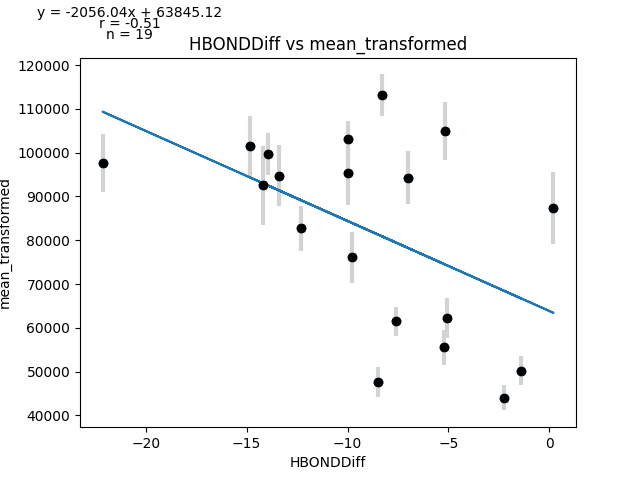 y = -2056.04x + 63845.12
r = -0.51
n = 19
HBONDDiff vs mean_transformed
120000
110000
100000
90000
80000
70000
60000
50000
40000
mean_transformed
−20
−15
−10
−5
0
HBONDDiff